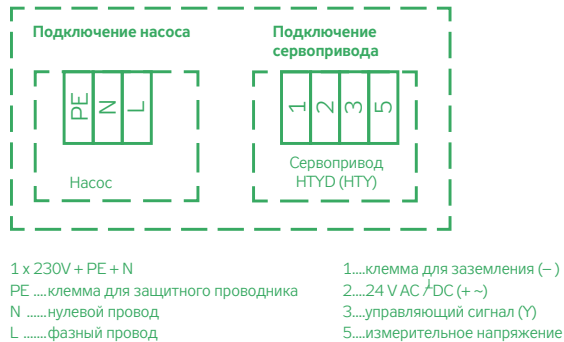 Подключение насоса
PE N L
Насос
Подключение
сервопривода
1 2 3 5
Сервопривод
HTYD (HTY)
1 x 230V + PE + N
PE ....клемма для защитного проводника
N ......нулевой провод
L .......фазный провод
1....клемма для заземления (– )
2....24 V AC / DC (+ ~)
3....управляющий сигнал (Y)
5....измерительное напряжение